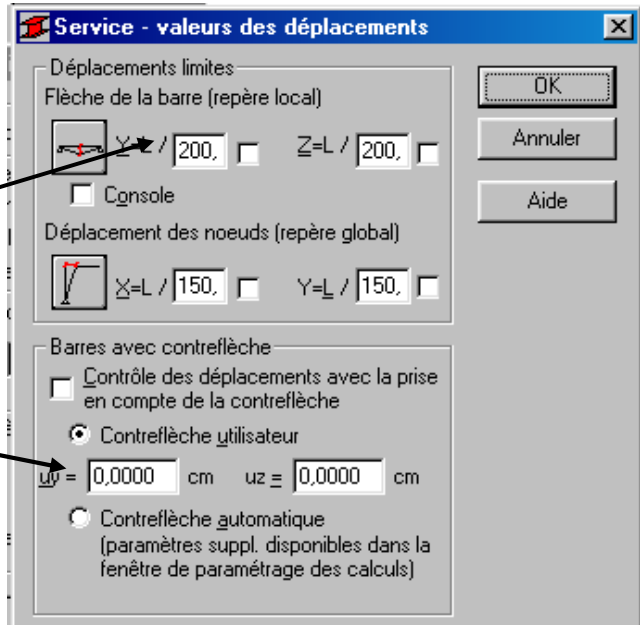 Service - valeurs des déplacements
Déplacements limites
Flèche de la barre (repère local)
Y=L / 200, Z=L / 200,
Console
Déplacement des noeuds (repère global)
X=L / 150, Y=L / 150,
Barres avec contreflèche
Contrôle des déplacements avec la prise
en compte de la contreflèche
Contreflèche utilisateur
uy = 0,0000 cm uz = 0,0000 cm
Contreflèche automatique
(paramètres suppl. disponibles dans la
fenêtre de paramétrage des calculs)
OK
Annuler
Aide